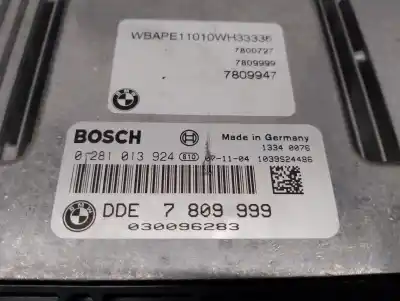 WBAPE11010WH33336
7800727
7809999
7809947
BOSCH
Made in Germany
0 281 013 924 610 07-11-04
1334 0076
1039S24486
DDE 7 809 999
030096283